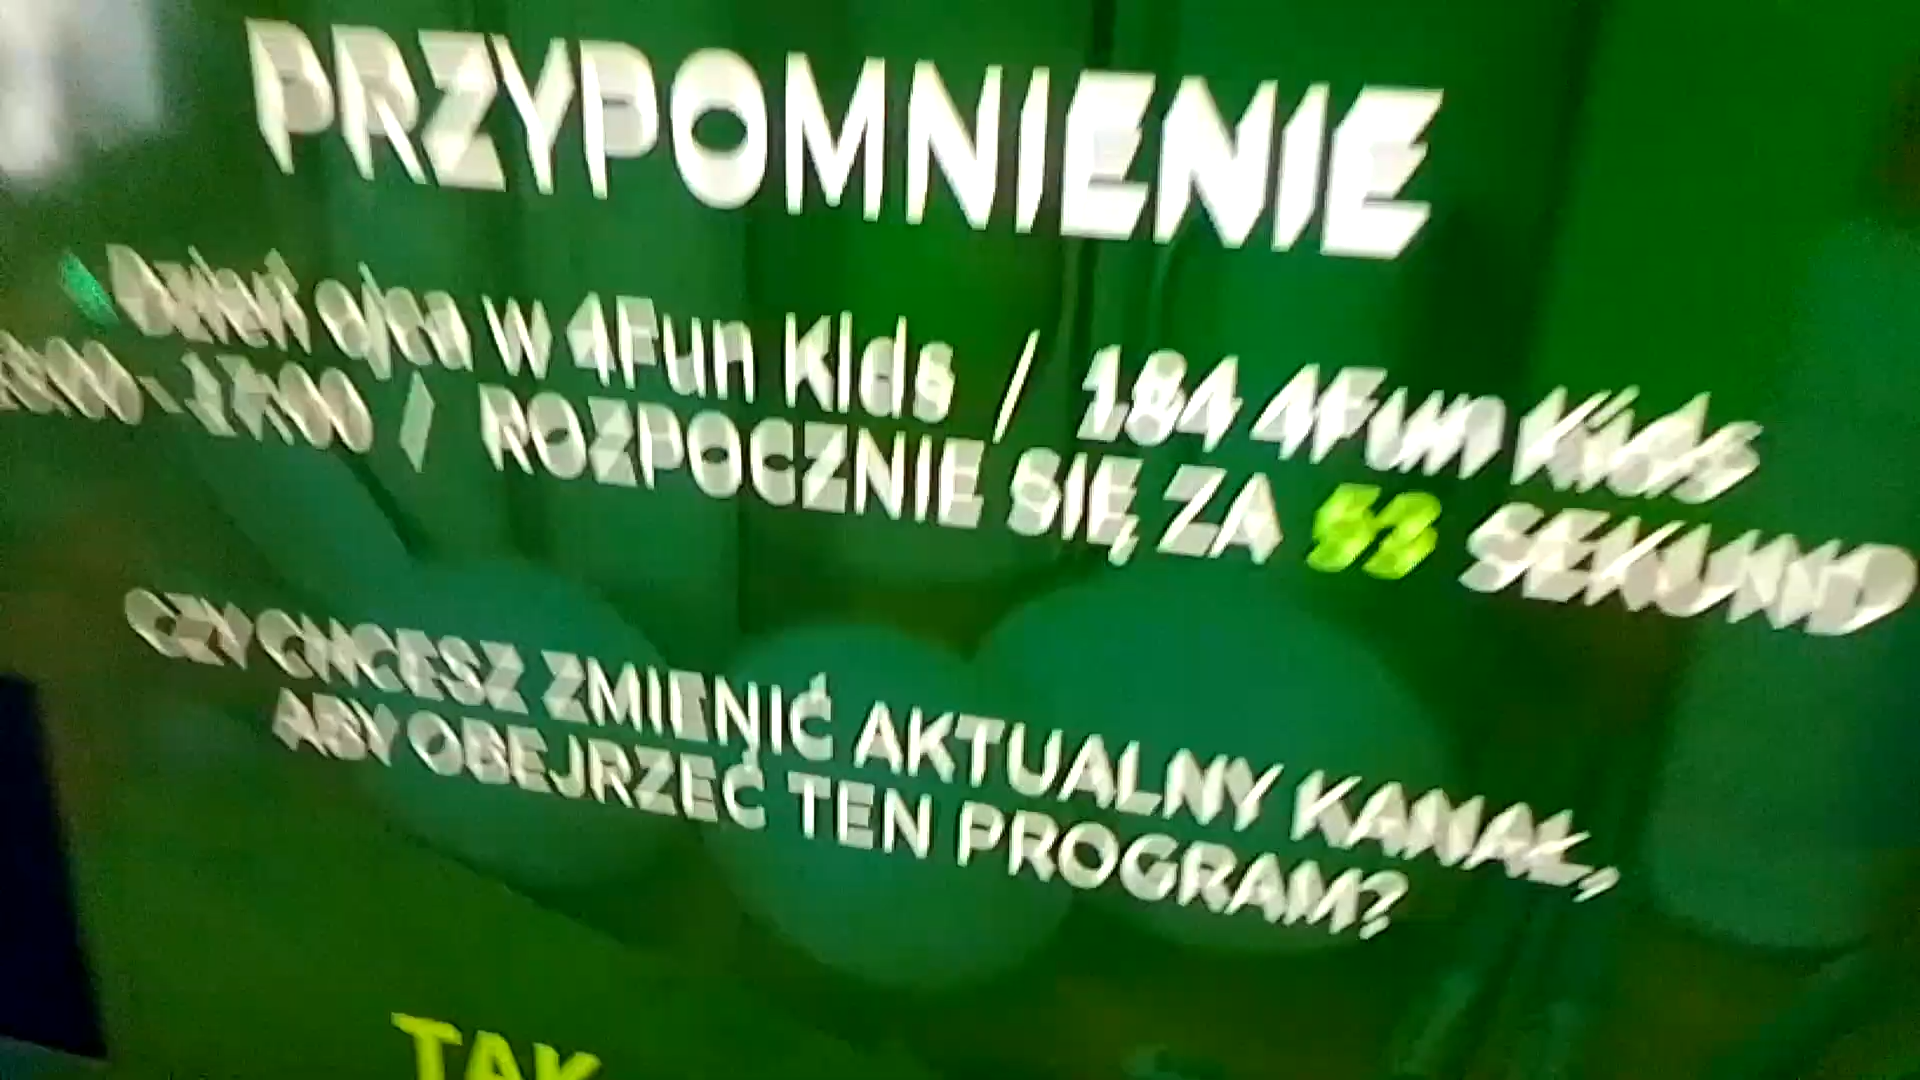 PRZYPOMNIENIE
Dzień ojca w 4Fun Kids / 184 4Fun Kids
/ ROZPOCZNIE SIĘ ZA SEKUND
CZY CHCESZ ZMIENIĆ AKTUALNY KANAŁ,
ABY OBEJRZEĆ TEN PROGRAM?
TAK